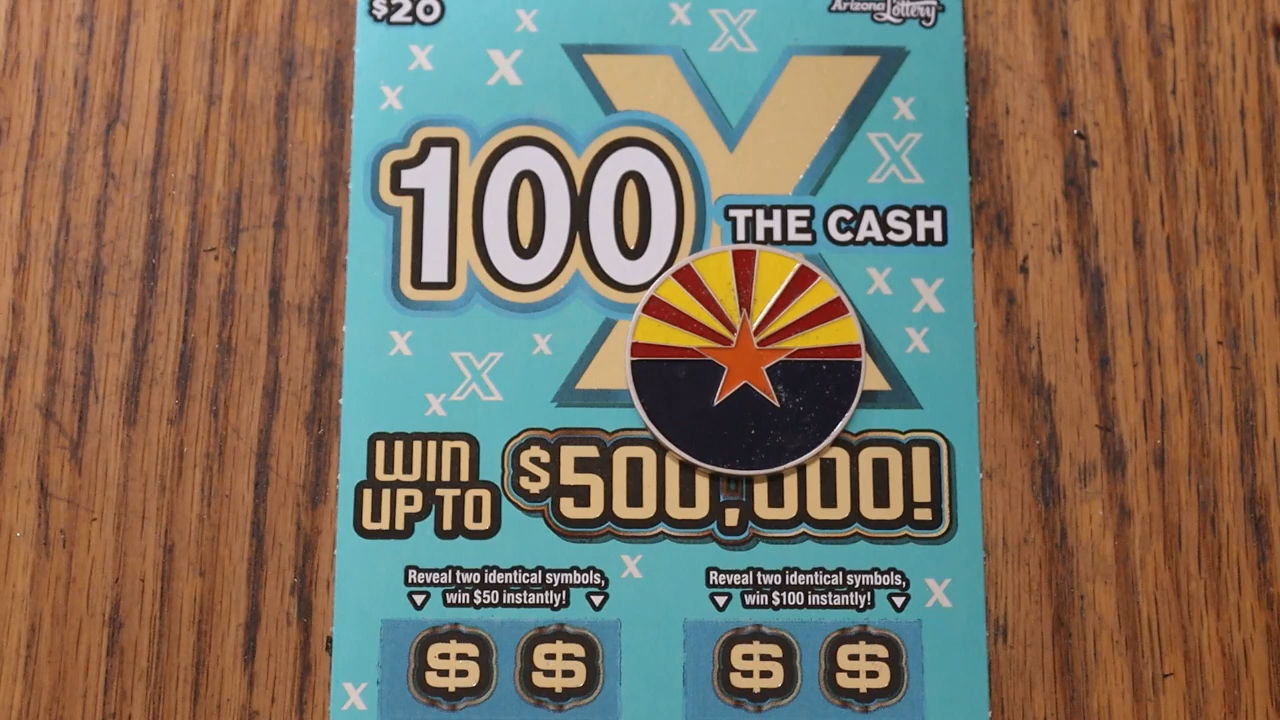 $20
Arizona Lottery
X
100
THE CASH
WIN
UP TO
$500,000!
Reveal two identical symbols,
win $50 instantly!
Reveal two identical symbols,
win $100 instantly!
$ $
$ $